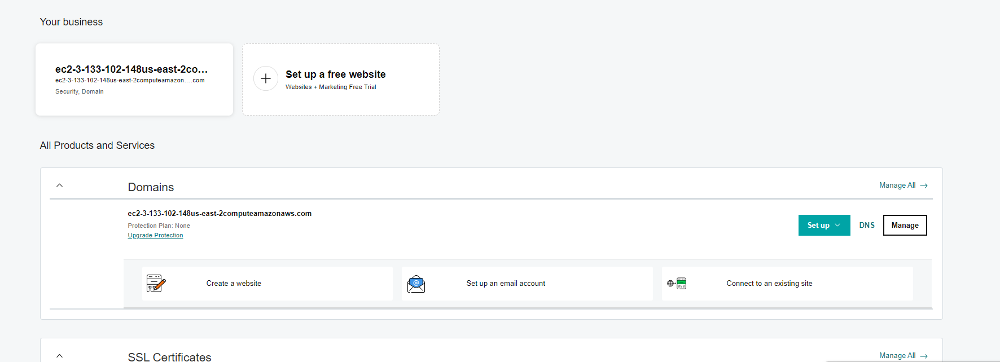 Your business
ec2-3-133-102-148us-east-2co...
ec2-3-133-102-148us-east-2computeamazon....com
Security, Domain
Set up a free website
Websites + Marketing Free Trial
All Products and Services
Domains
Manage All
ec2-3-133-102-148us-east-2computeamazonaws.com
Protection Plan: None
Upgrade Protection
Set up
DNS
Manage
Create a website
@
Set up an email account
Connect to an existing site
SSL Certificates
Manage All